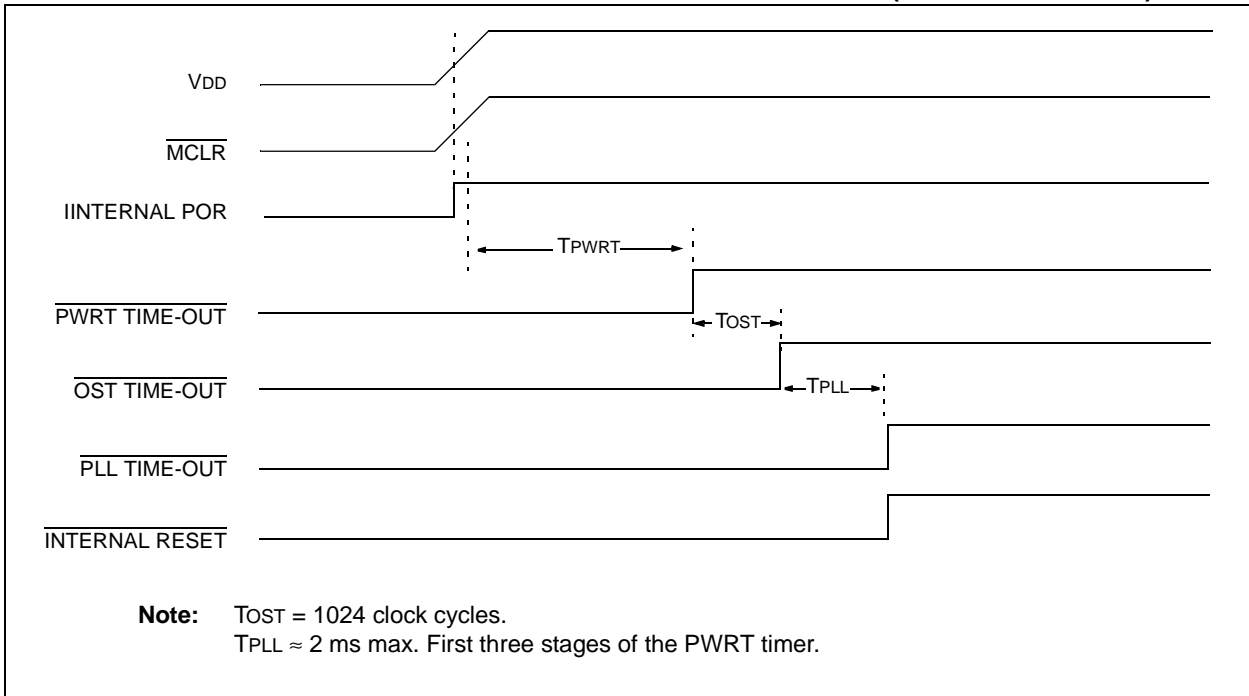 VDD
MCLR
IINTERNAL POR
TPWRT
PWRT TIME-OUT
TOST
OST TIME-OUT
TPLL
PLL TIME-OUT
INTERNAL RESET
Note: TOST = 1024 clock cycles.
TPLL ≈ 2 ms max. First three stages of the PWRT timer.